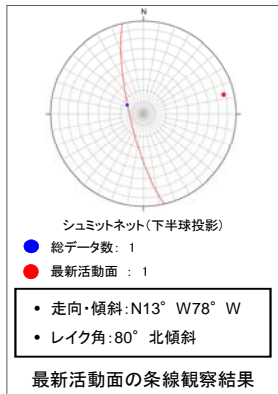 N
シュミットネット（下半球投影）
総データ数： 1
最新活動面 ： 1
• 走向・傾斜：N13°W78°W
• レイク角：80°北傾斜
最新活動面の条線観察結果